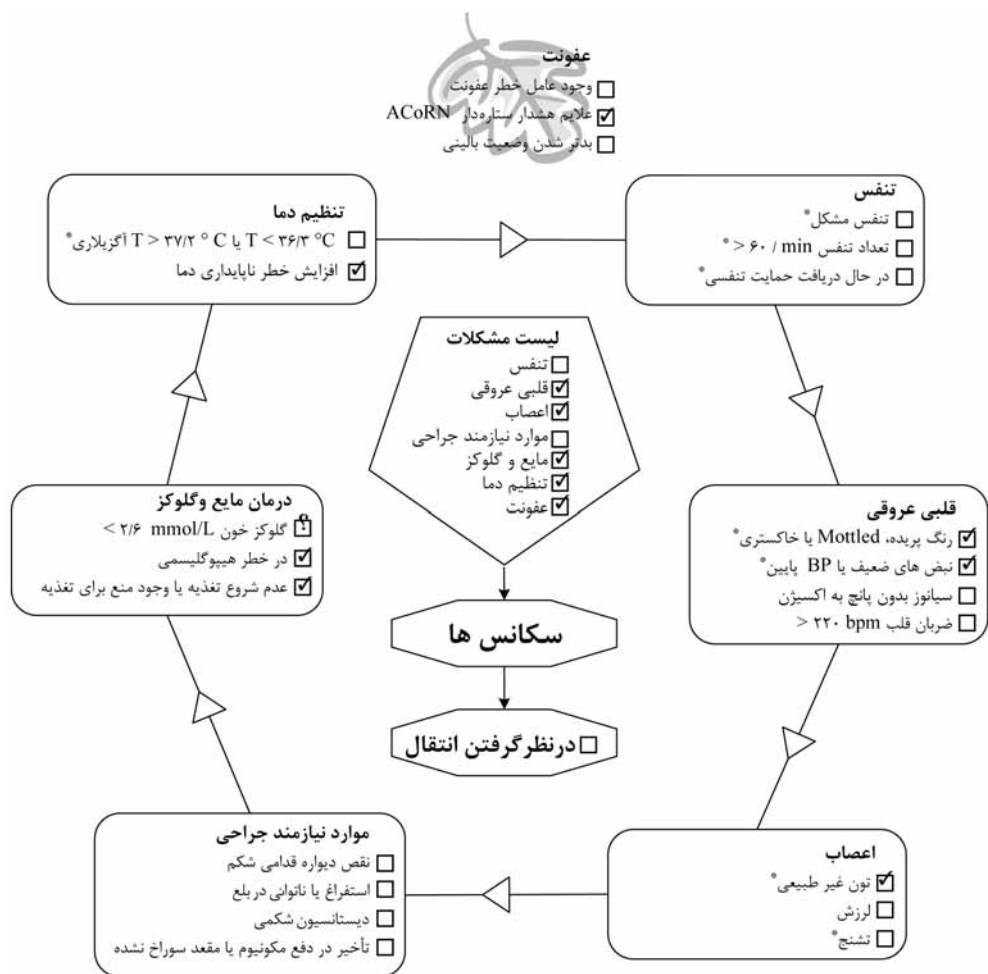 عفونت
وجود عامل خطر عفونت
علایم هشدار ستاره‌دار ACoRN
بدتر شدن وضعیت بالینی
تنفس
تنفس مشکل*
تعداد تنفس > ۶۰ / min *
در حال دریافت حمایت تنفسی*
قلبی عروقی
رنگ پریده، Mottled یا خاکستری*
نبض های ضعیف یا BP پایین*
سیانوز بدون پانچ به اکسیژن
ضربان قلب > ۲۲۰ bpm
اعصاب
تون غیر طبیعی*
لرزش
تشنج*
موارد نیازمند جراحی
نقص دیواره قدامی شکم
استفراغ یا ناتوانی در بلع
دیستانسیون شکمی
تأخیر در دفع مکونیوم یا مقعد سوراخ نشده
درمان مایع وگلوکز
گلوکز خون < ۲/۶ mmol/L
در خطر هیپوگلیسمی
عدم شروع تغذیه یا وجود منع برای تغذیه
تنظیم دما
T < ۳۶/۳ °C یا T > ۳۷/۲ ° C آگزیلاری*
افزایش خطر ناپایداری دما
لیست مشکلات
تنفس
قلبی عروقی
اعصاب
موارد نیازمند جراحی
مایع و گلوکز
تنظیم دما
عفونت
سکانس ها
درنظرگرفتن انتقال